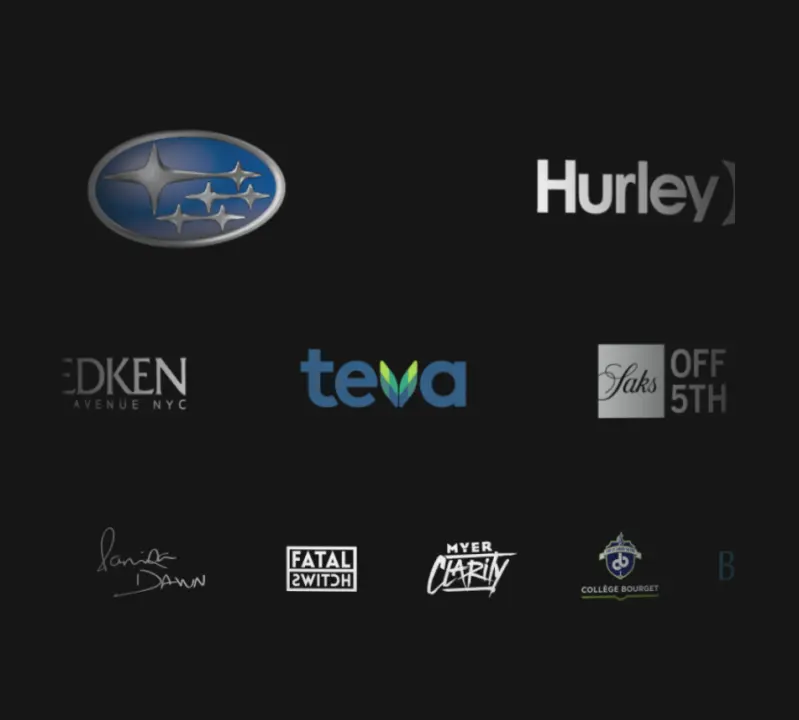 Hurley)
EDKEN
AVENUE NYC
teva
Saks
OFF
5TH
DAWN
FATAL
SWITCH
MYER
CLARITY
COLLÈGE BOURGET
B